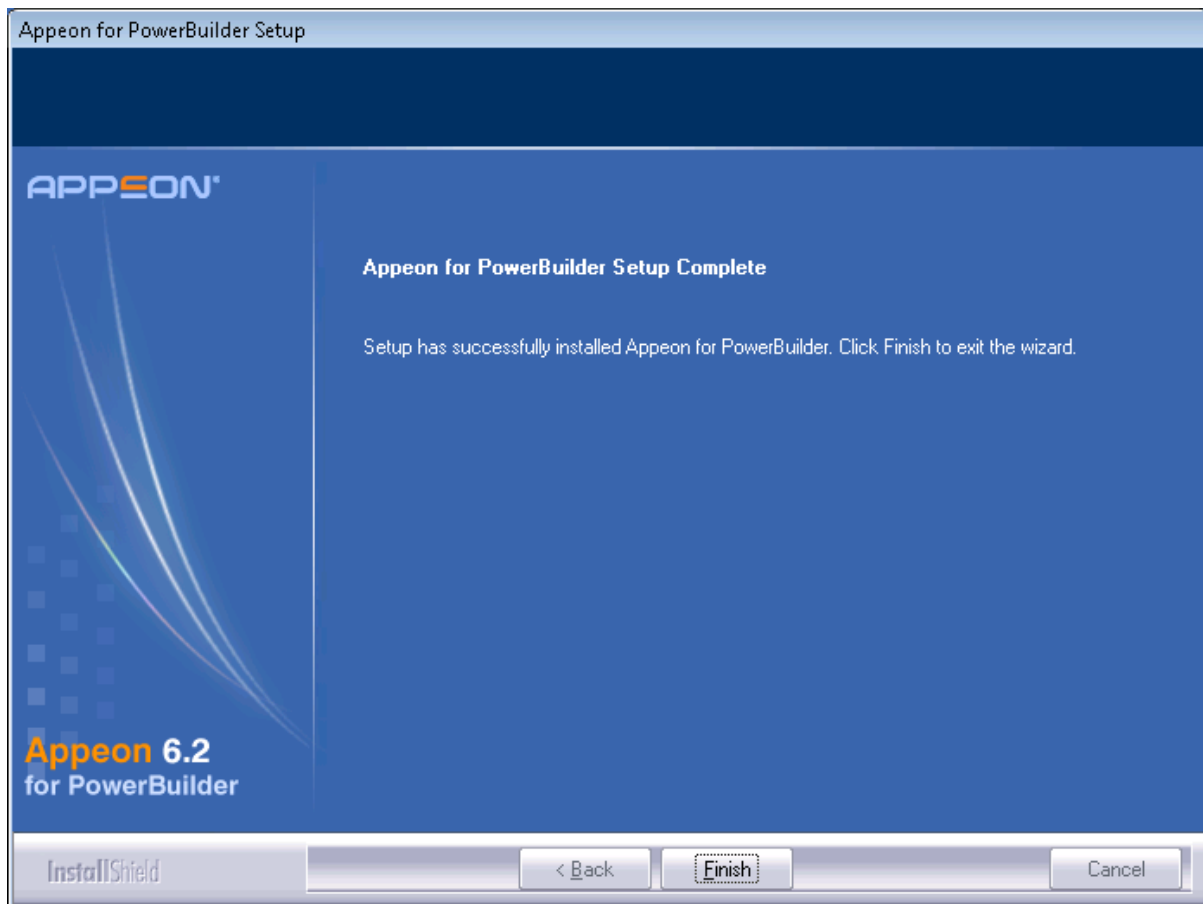 Appeon for PowerBuilder Setup
APPEON®
Appeon for PowerBuilder Setup Complete
Setup has successfully installed Appeon for PowerBuilder. Click Finish to exit the wizard.
Appeon 6.2
for PowerBuilder
InstallShield
< Back
Finish
Cancel